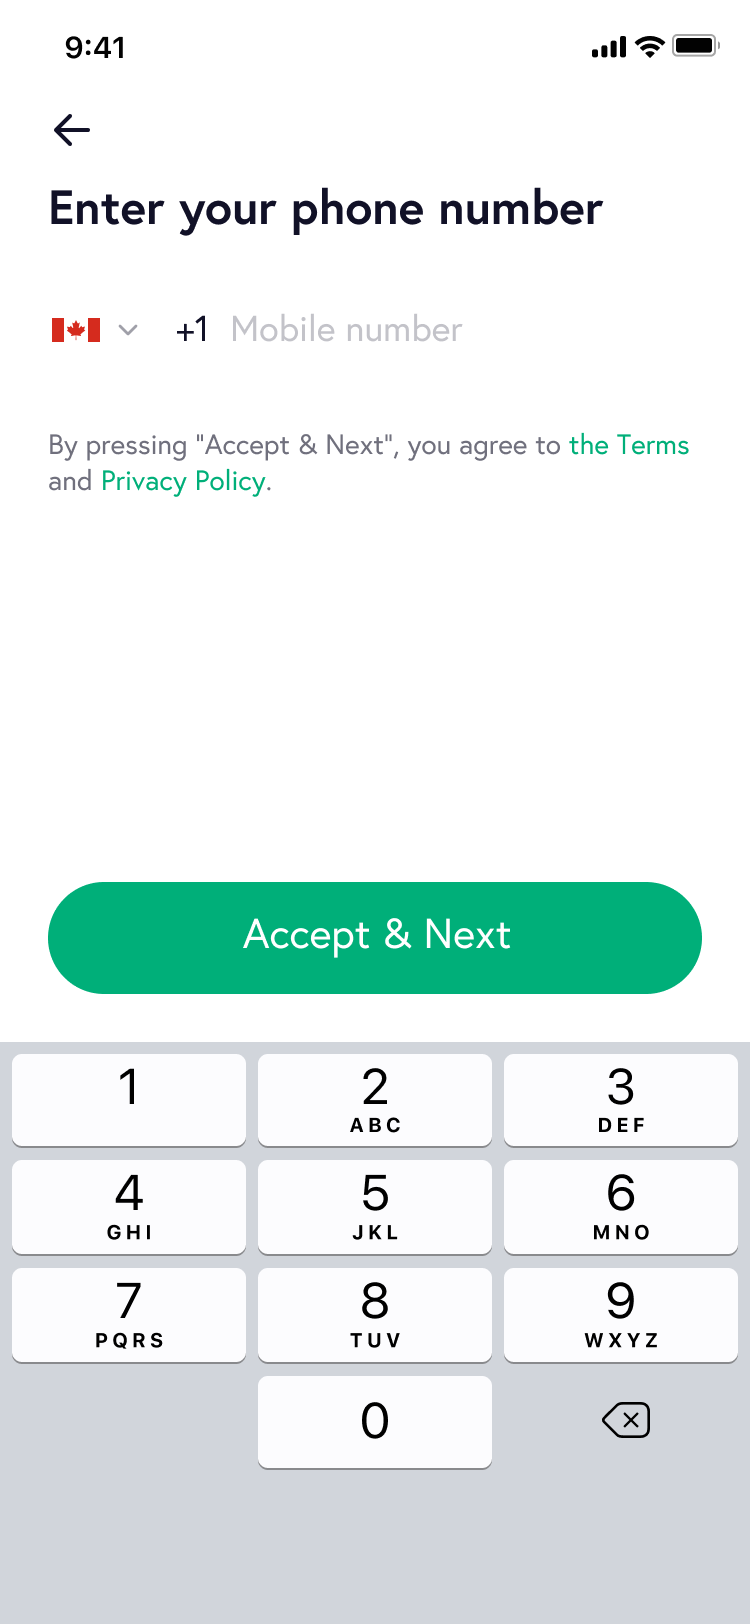 9:41
Enter your phone number
+1 Mobile number
By pressing "Accept & Next", you agree to the Terms
and Privacy Policy.
Accept & Next
1 2 3
ABC DEF
4 5 6
GHI JKL MNO
7 8 9
PQRS TUV WXYZ
0